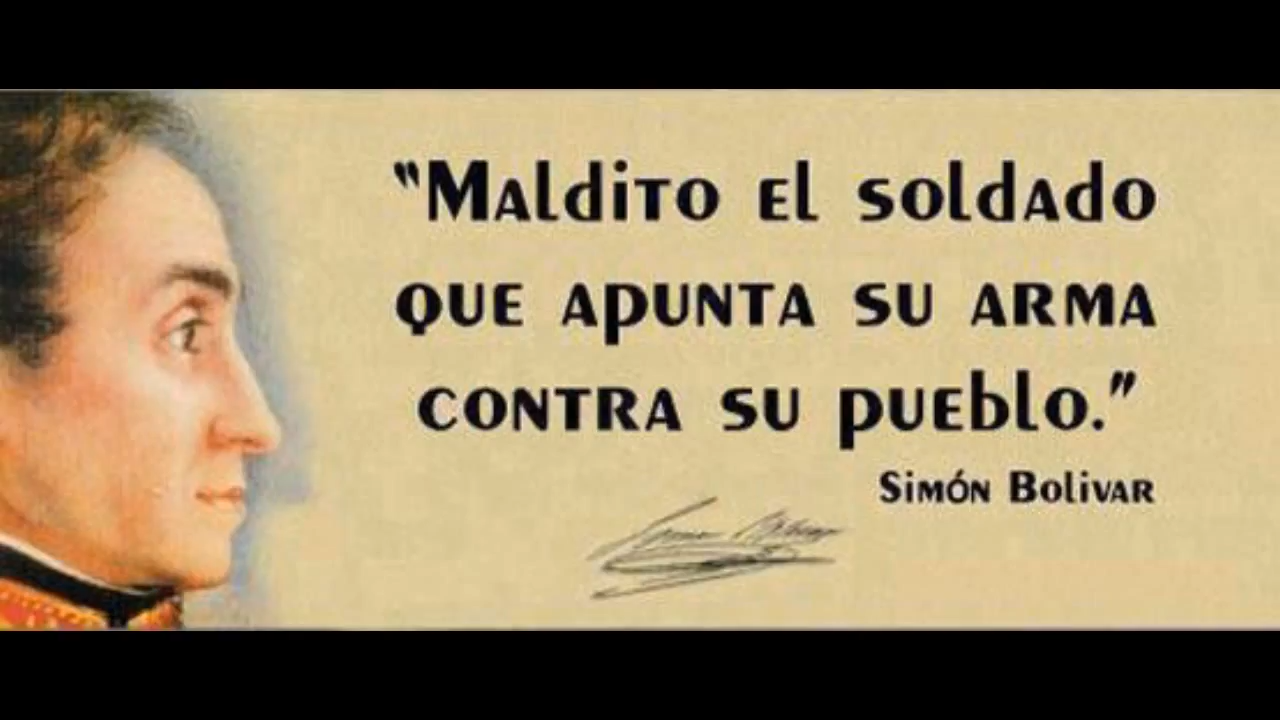 "Maldito el soldado
que apunta su arma
contra su pueblo."
Simón Bolivar